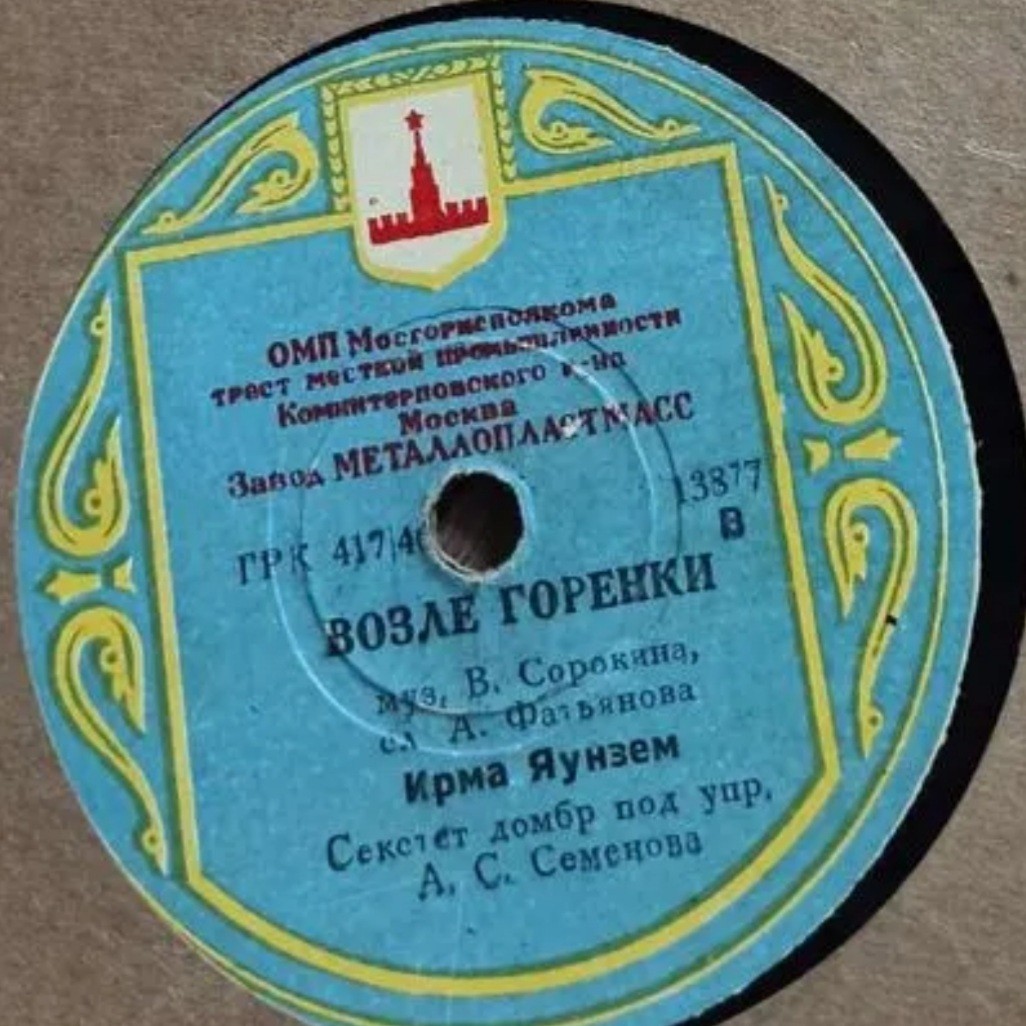 ОМП Мосгорисполкома
трест местной промышленности
Коминтерновского р-на
Москва
Завод МЕТАЛЛОПЛАСТМАСС
ГРК 417/46 13877
В
ВОЗЛЕ ГОРЕНКИ
муз. В. Сорокина,
сл А. Фатьянова
Ирма Яунзем
Секстет домбр под упр.
А. С. Семенова